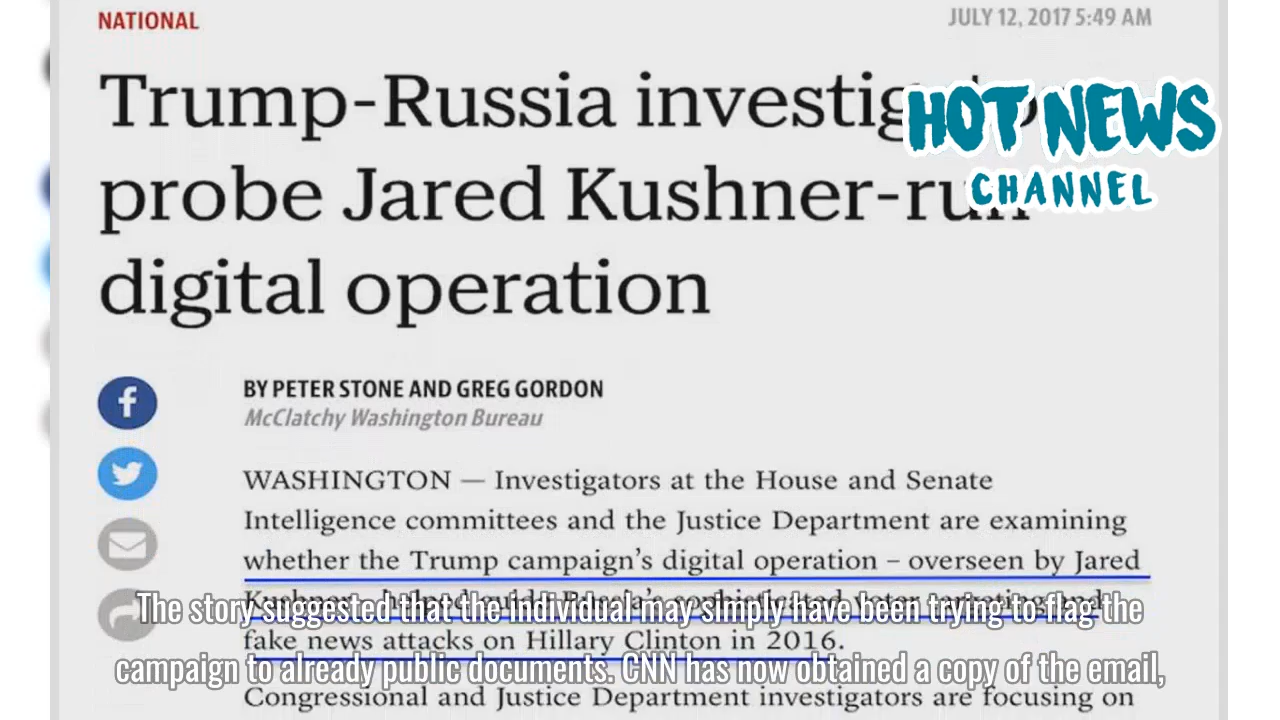 NATIONAL
JULY 12, 2017 5:49 AM
Trump-Russia
HOT NEWS
CHANNEL
probe Jared Kushner-run
digital operation
BY PETER STONE AND GREG GORDON
McClatchy Washington Bureau
WASHINGTON — Investigators at the House and Senate
Intelligence committees and the Justice Department are examining
whether the Trump campaign's digital operation – overseen by Jared
The story suggested that the individual may simply have been trying to flag the
fake news attacks on Hillary Clinton in 2016.
campaign to already public documents. CNN has now obtained a copy of the email,
Congressional and Justice Department investigators are focusing on